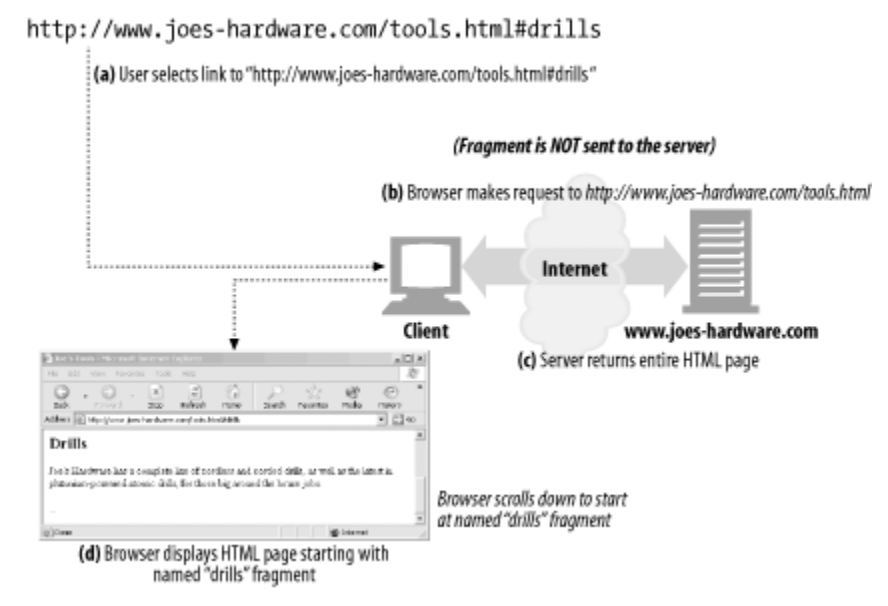 http://www.joes-hardware.com/tools.html#drills
(a) User selects link to "http://www.joes-hardware.com/tools.html#drills"
(Fragment is NOT sent to the server)
(b) Browser makes request to http://www.joes-hardware.com/tools.html
Internet
Client
www.joes-hardware.com
(c) Server returns entire HTML page
Joe's Tools - Microsoft Internet Explorer
File Edit View Favorites Tools Help
Back Forward Stop Refresh Home Search Favorites Media History
Address http://www.joes-hardware.com/tools.html#drills Go
Drills
Joe's Hardware has a complete line of cordless and corded drills, as well as the latest in
plutonium-powered atomic drills, for those big around the house jobs.
Done Internet
Browser scrolls down to start
at named "drills" fragment
(d) Browser displays HTML page starting with
named "drills" fragment